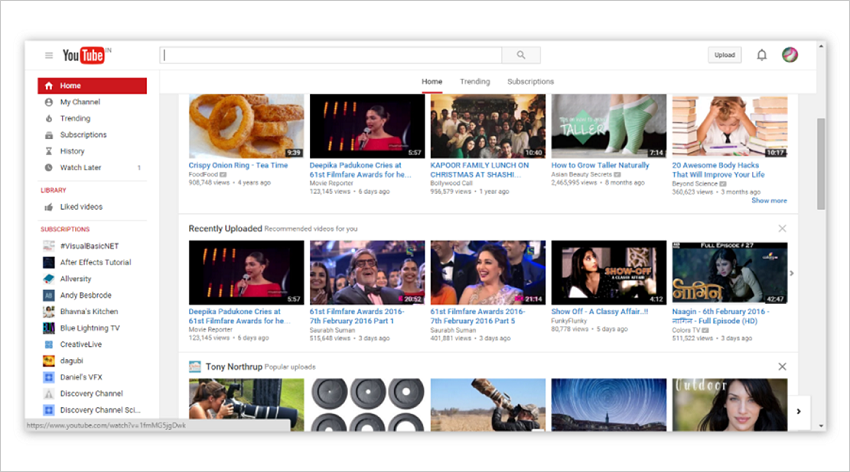 YouTube IN
Upload
Home
Trending
Subscriptions
Home
My Channel
Trending
Subscriptions
History
Watch Later 1
LIBRARY
Liked videos
SUBSCRIPTIONS
#VisualBasicNET
After Effects Tutorial
Allversity
Andy Besbrode
Bhavna's Kitchen
Blue Lightning TV
CreativeLive
dagubi
Daniel's VFX
Discovery Channel
Discovery Channel Sci...
https://www.youtube.com/watch?v=1fmMG5jgDwk
9:39
Crispy Onion Ring - Tea Time
FoodFood
908,748 views • 4 years ago
5:57
Deepika Padukone Cries at
61st Filmfare Awards for he...
Movie Reporter
123,145 views • 6 days ago
10:40
KAPOOR FAMILY LUNCH ON
CHRISTMAS AT SHASHI...
Bollywood Call
956,579 views • 1 year ago
TALLER
7:14
How to Grow Taller Naturally
Asian Beauty Secrets
2,465,995 views • 8 months ago
10:17
20 Awesome Body Hacks
That Will Improve Your Life
Beyond Science
360,623 views • 3 months ago
Show more
Recently Uploaded Recommended videos for you
5:57
Deepika Padukone Cries at
61st Filmfare Awards for he...
Movie Reporter
123,145 views • 6 days ago
20:52
61st Filmfare Awards 2016-
7th February 2016 Part 1
Saurabh Suman
515,648 views • 3 days ago
21:14
61st Filmfare Awards 2016-
7th February 2016 Part 5
Saurabh Suman
401,881 views • 3 days ago
SHOW-OFF
A CLASSY AFFAIR..
4:02
Show Off - A Classy Affair..!!
FunkyFlunky
80,778 views • 5 days ago
FULL EPISODE # 27
नागिन
42:47
Naagin - 6th February 2016 -
नागिन - Full Episode (HD)
Colors TV
511,522 views • 3 days ago
Tony Northrup Popular uploads
Outdoor